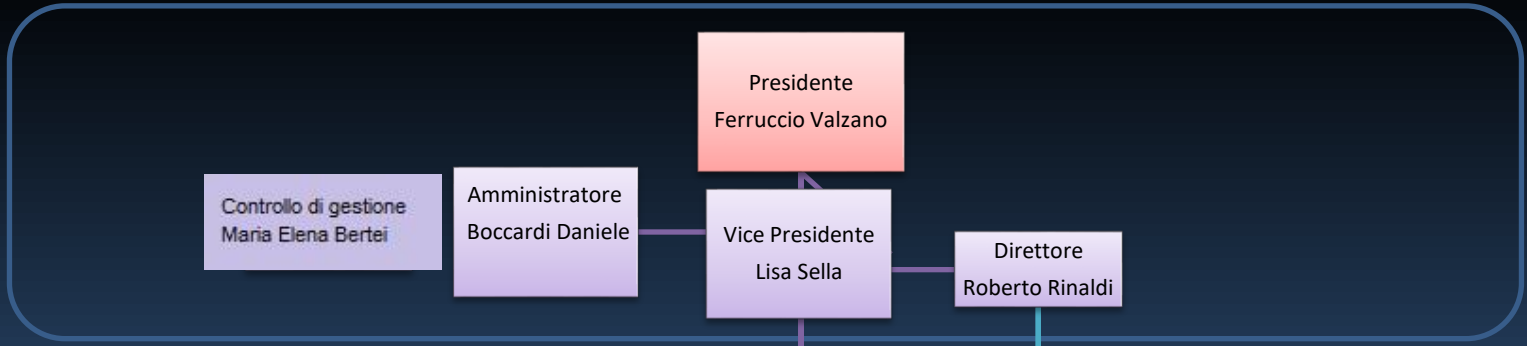 Presidente
Ferruccio Valzano
Controllo di gestione
Maria Elena Bertei
Amministratore
Boccardi Daniele
Vice Presidente
Lisa Sella
Direttore
Roberto Rinaldi